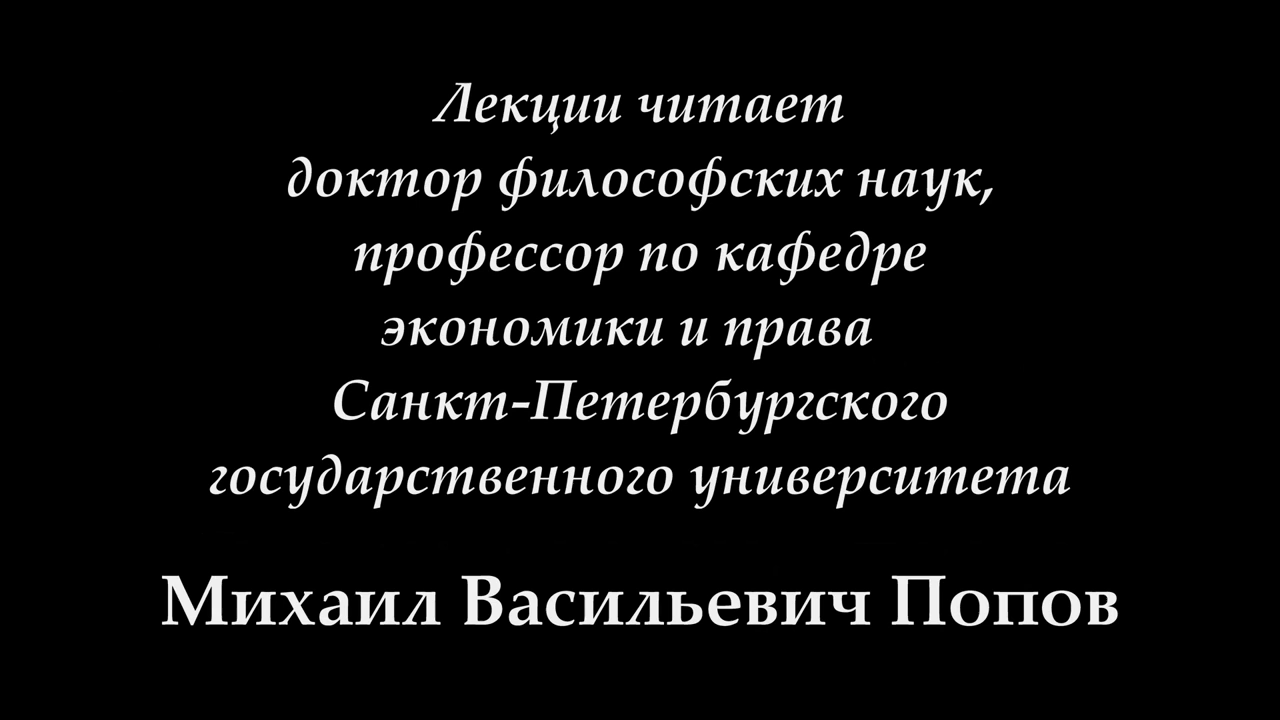 Лекции читает
доктор философских наук,
профессор по кафедре
экономики и права
Санкт-Петербургского
государственного университета
Михаил Васильевич Попов